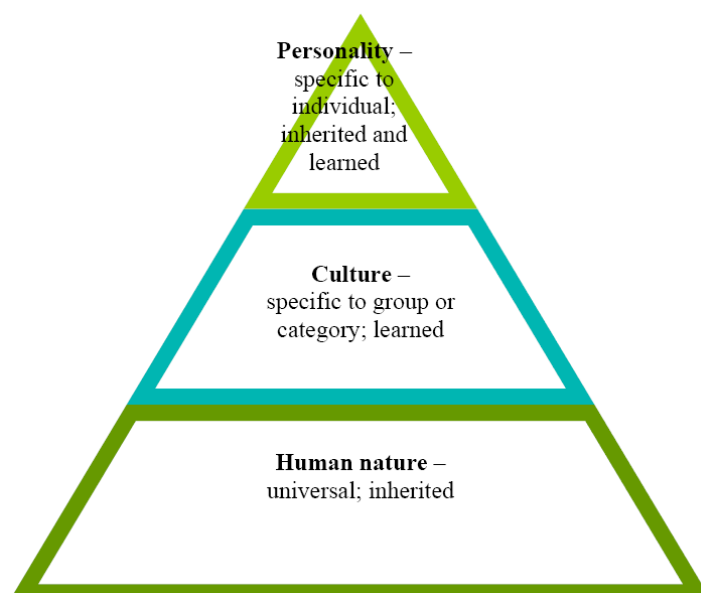 Personality –
specific to
individual;
inherited and
learned
Culture –
specific to group or
category; learned
Human nature –
universal; inherited